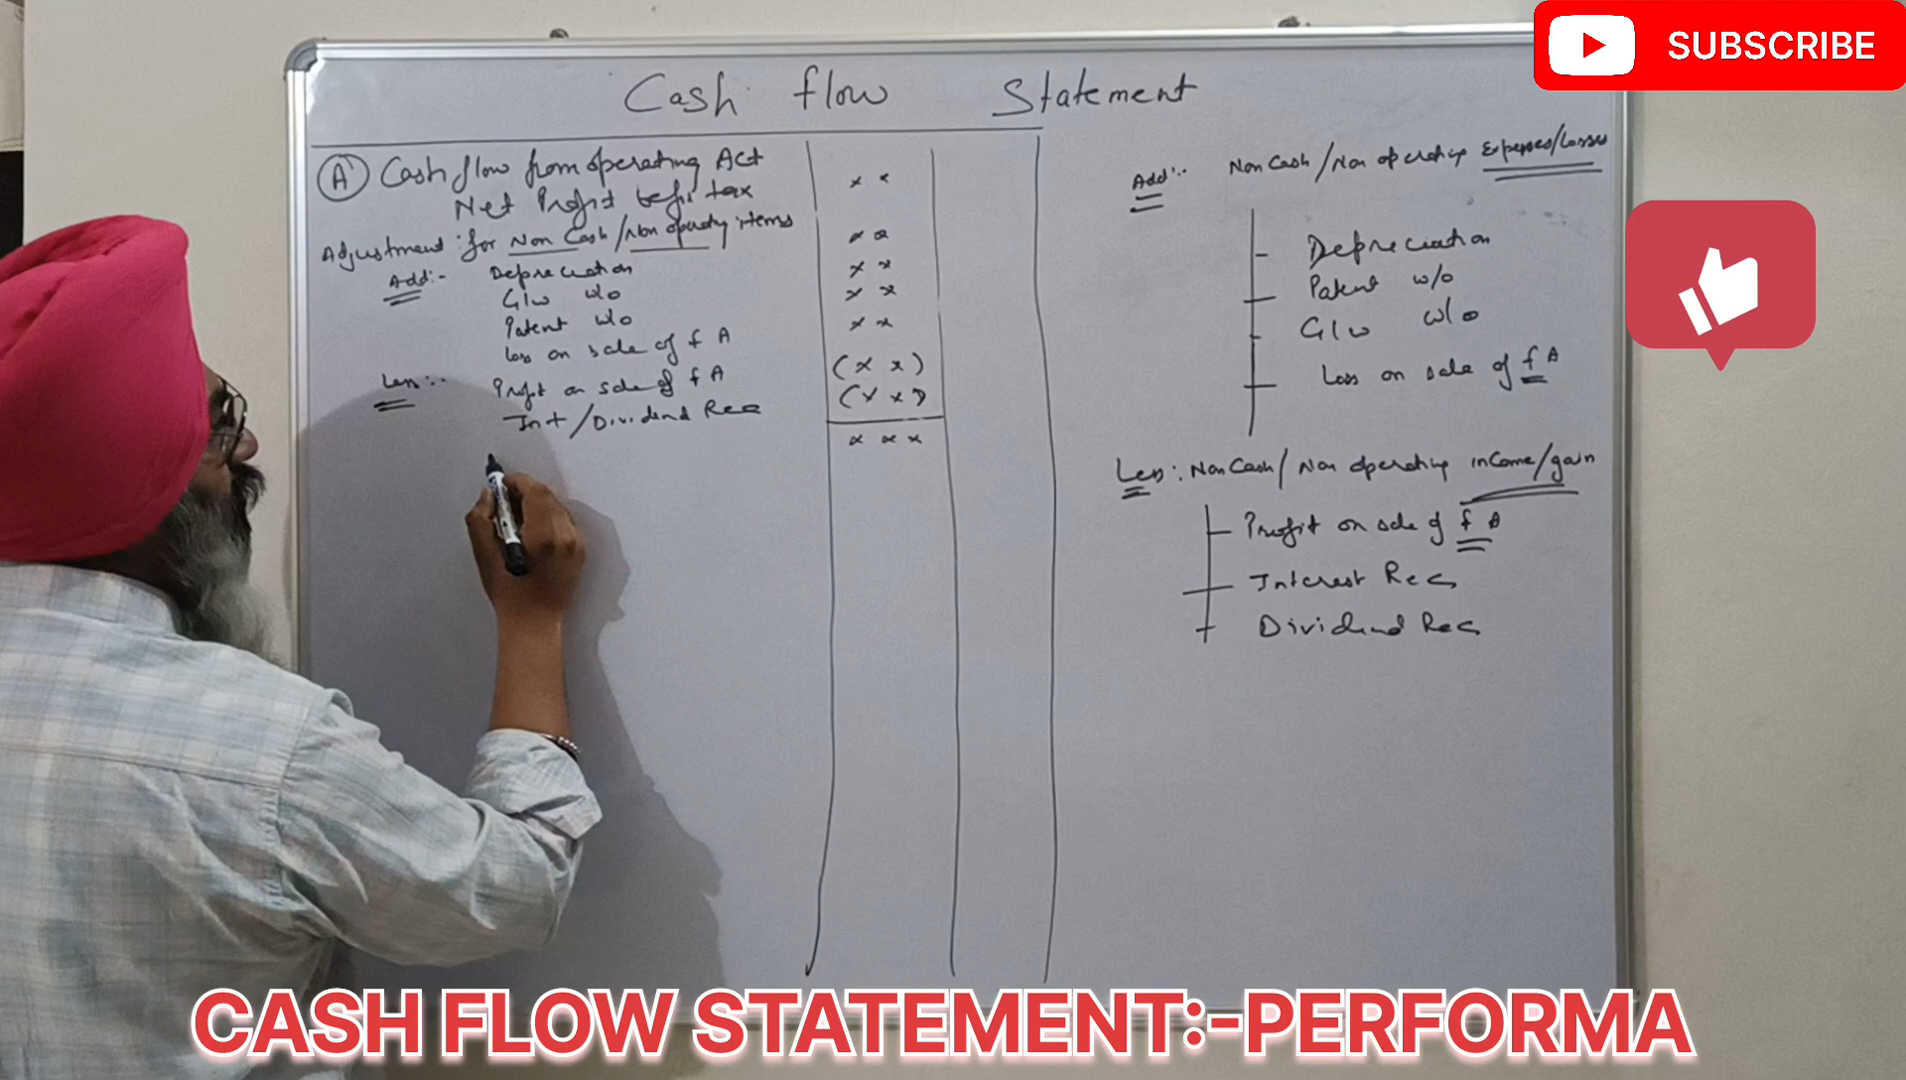 SUBSCRIBE
Cash flow Statement
A Cash flow from operating Act
Net Profit befr tax x x
Adjustment :for Non Cash/Non operating items
Add:- Depreciation x x
G/w w/o x x
Patent w/o x x
Loss on sale of f A x x
Less:- Profit on sale of f A (x x)
Int/Dividend Rec (x x)
x x x
Add:- Non Cash/Non operating Expenses/Losses
Depreciation
Patent w/o
G/w w/o
Loss on sale of f A
Less: Non Cash/Non operating inCome/gain
Profit on sale of f A
Interest Rec
Dividend Rec
CASH FLOW STATEMENT:-PERFORMA